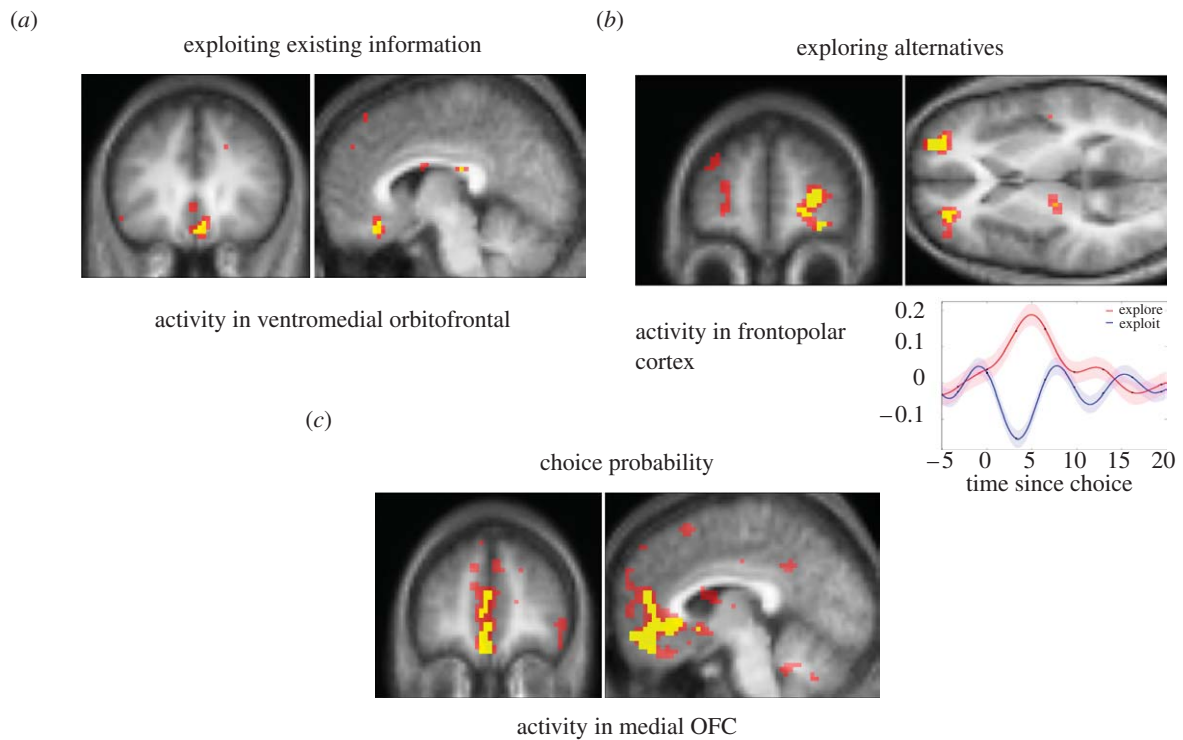 (a)
exploiting existing information
activity in ventromedial orbitofrontal
(b)
exploring alternatives
activity in frontopolar
cortex
0.2
0.1
0
−0.1
explore
exploit
−5 0 5 10 15 20
time since choice
(c)
choice probability
activity in medial OFC